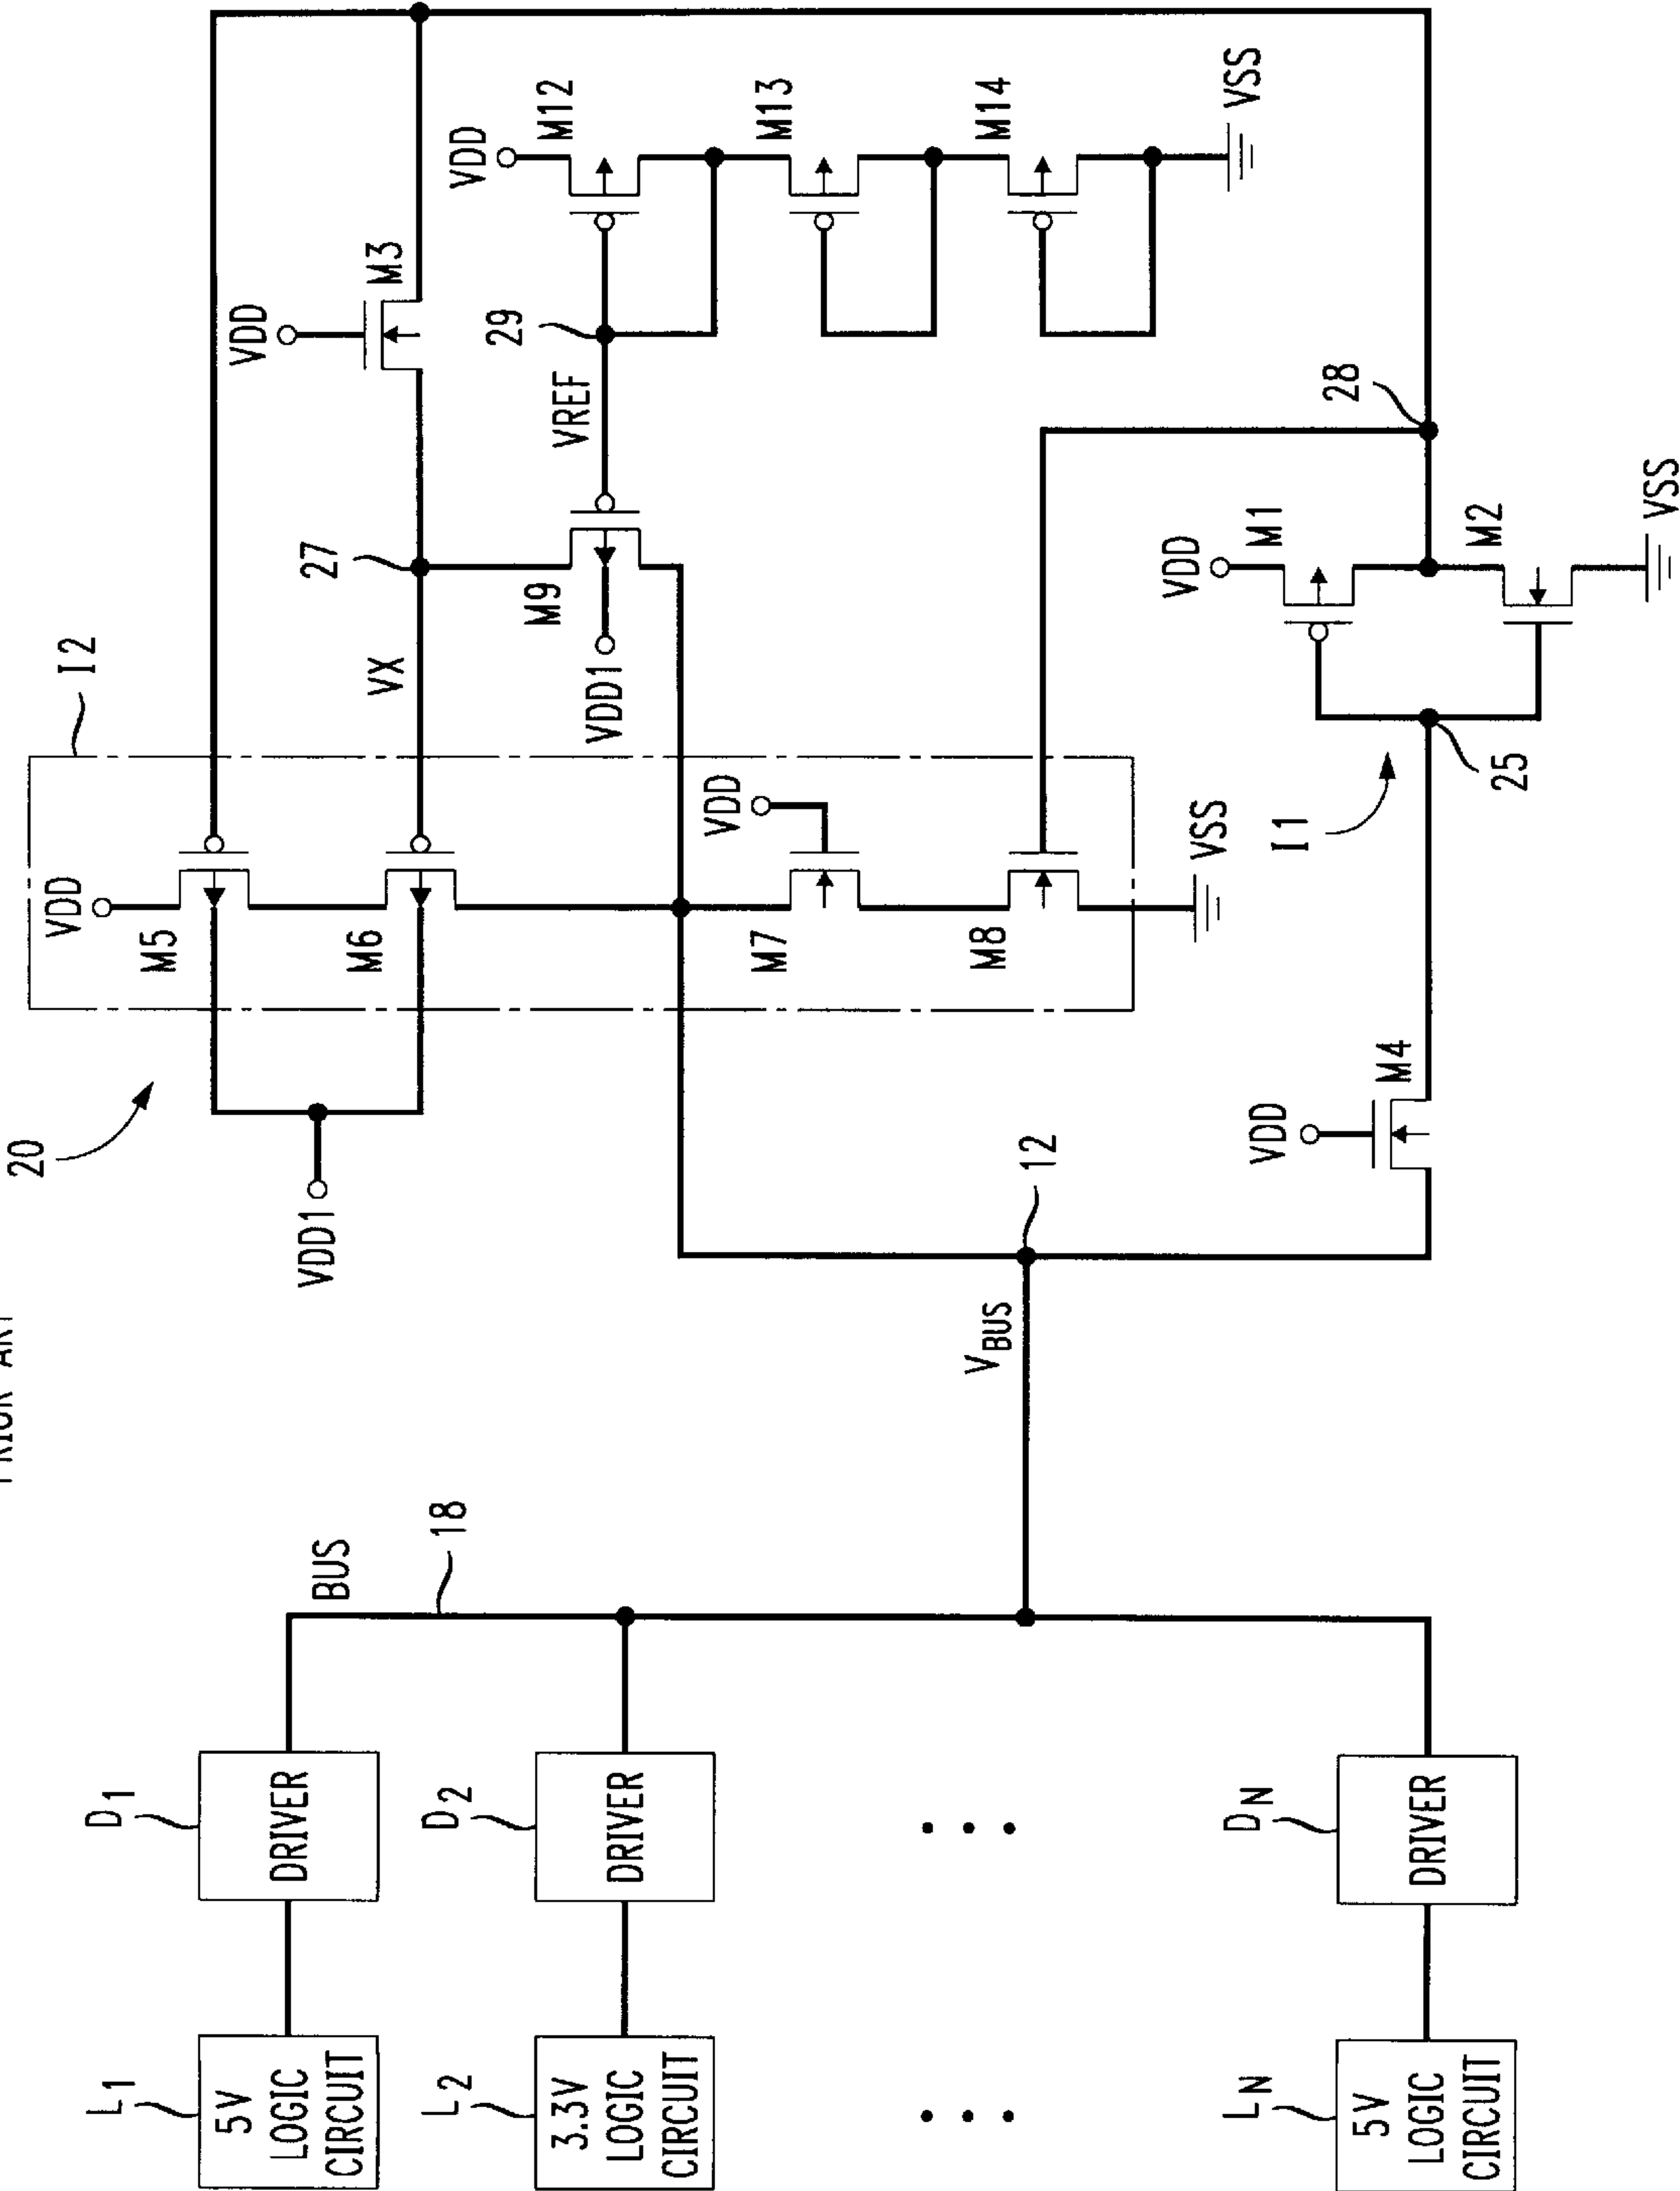 PRIOR ART
20
I2
VDD
M5
M6
VDD1
VX
27
VDD
M3
M9
VDD1
VREF
29
VDD
M12
M13
M14
VSS
VDD
M7
M8
VSS
28
VDD
M1
M2
VSS
I1
25
VDD
M4
12
VBUS
BUS
18
D1
DRIVER
L1
5V
LOGIC
CIRCUIT
D2
DRIVER
L2
3.3V
LOGIC
CIRCUIT
DN
DRIVER
LN
5V
LOGIC
CIRCUIT